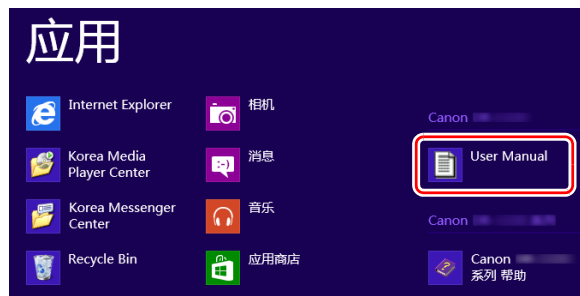 应用
Internet Explorer
Korea Media
Player Center
Korea Messenger
Center
Recycle Bin
相机
消息
音乐
应用商店
Canon
User Manual
Canon
Canon
系列 帮助